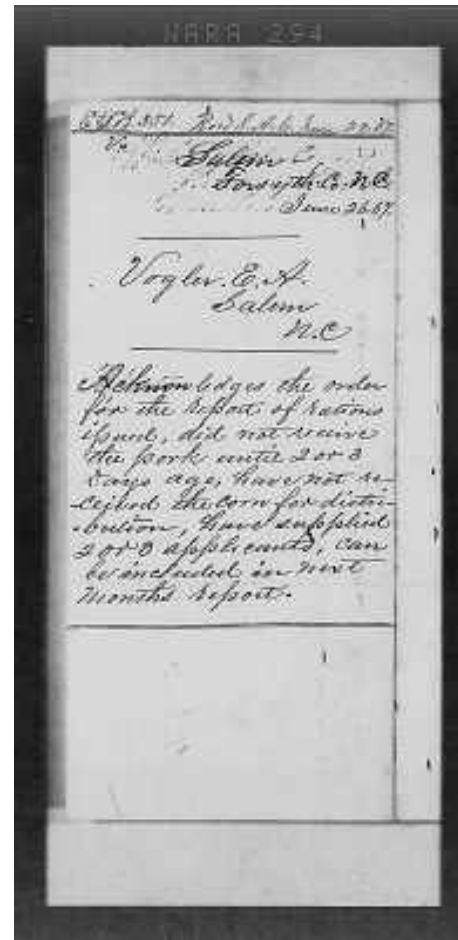 NARA 294
Salem
Forsyth Co. N.C.
June 26. 67.
Vogler. E. A.
Salem
N.C
Acknowledges the order
for the report of rations
issued, did not receive
the pork until 2 or 3
days ago, have not re-
-ceived the corn for distri-
-bution, have supplied
2 or 3 applicants, can
be included in next
months report.